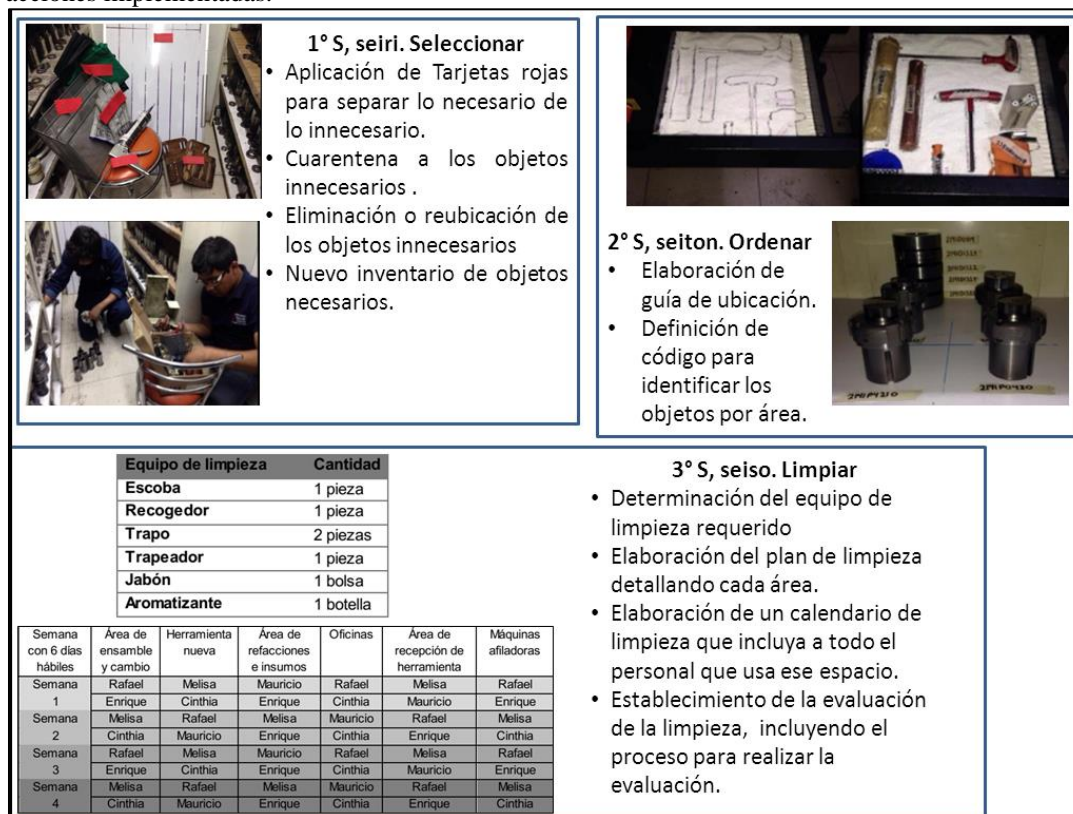 acciones implementadas.
1° S, seiri. Seleccionar
• Aplicación de Tarjetas rojas
para separar lo necesario de
lo innecesario.
• Cuarentena a los objetos
innecesarios .
• Eliminación o reubicación de
los objetos innecesarios
• Nuevo inventario de objetos
necesarios.
2° S, seiton. Ordenar
• Elaboración de
guía de ubicación.
• Definición de
código para
identificar los
objetos por área.
Equipo de limpieza Cantidad
Escoba 1 pieza
Recogedor 1 pieza
Trapo 2 piezas
Trapeador 1 pieza
Jabón 1 bolsa
Aromatizante 1 botella
Semana con 6 días hábiles Área de ensamble y cambio Herramienta nueva Área de refacciones e insumos Oficinas Área de recepción de herramienta Máquinas afiladoras
Semana 1 Rafael Melisa Mauricio Rafael Melisa Rafael
Enrique Cinthia Enrique Cinthia Mauricio Enrique
Semana 2 Melisa Rafael Melisa Mauricio Rafael Melisa
Cinthia Mauricio Enrique Cinthia Enrique Cinthia
Semana 3 Rafael Melisa Mauricio Rafael Melisa Rafael
Enrique Cinthia Enrique Cinthia Mauricio Enrique
Semana 4 Melisa Rafael Melisa Mauricio Rafael Melisa
Cinthia Mauricio Enrique Cinthia Enrique Cinthia
3° S, seiso. Limpiar
• Determinación del equipo de
limpieza requerido
• Elaboración del plan de limpieza
detallando cada área.
• Elaboración de un calendario de
limpieza que incluya a todo el
personal que usa ese espacio.
• Establecimiento de la evaluación
de la limpieza, incluyendo el
proceso para realizar la
evaluación.